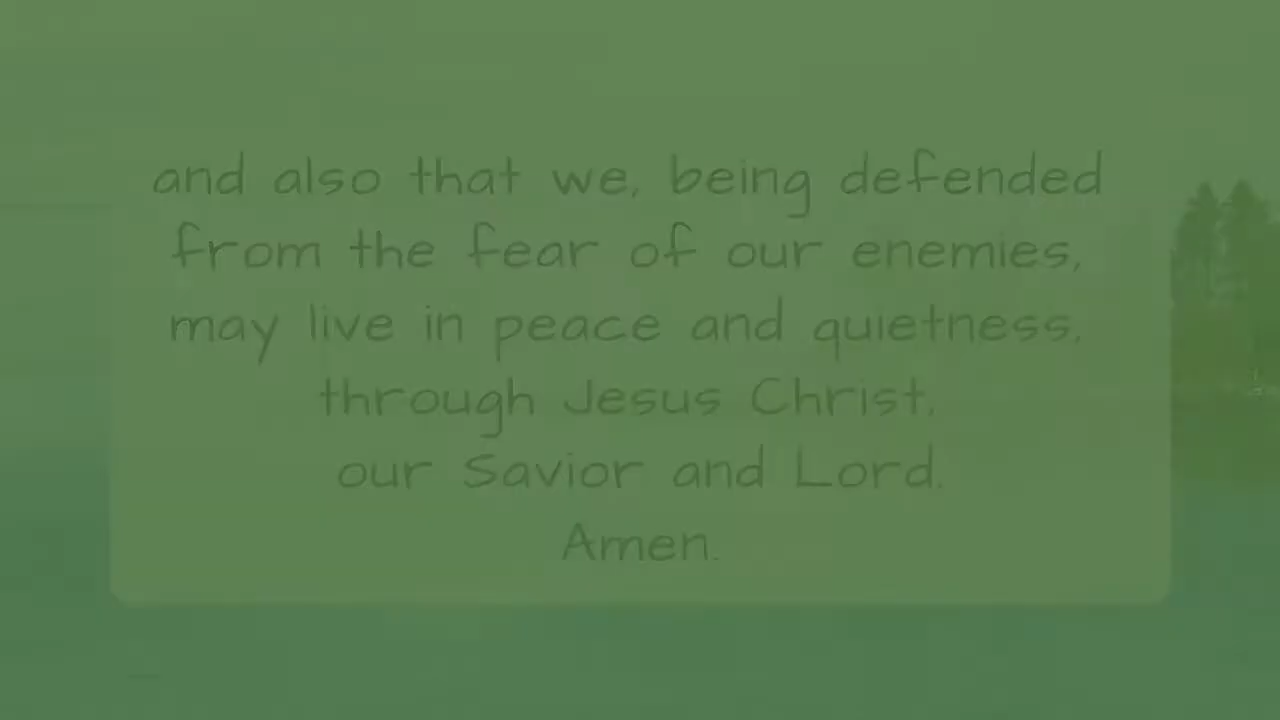 and also that we, being defended
from the fear of our enemies,
may live in peace and quietness,
through Jesus Christ,
our Savior and Lord.
Amen.